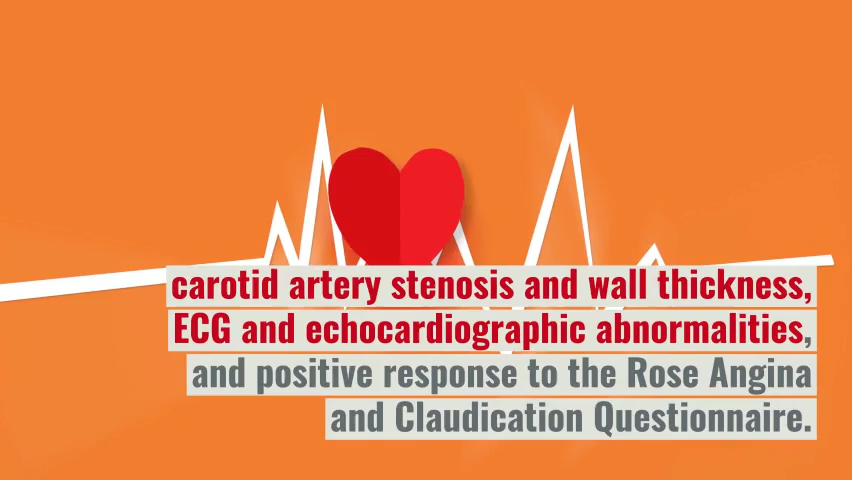 carotid artery stenosis and wall thickness,
ECG and echocardiographic abnormalities,
and positive response to the Rose Angina
and Claudication Questionnaire.